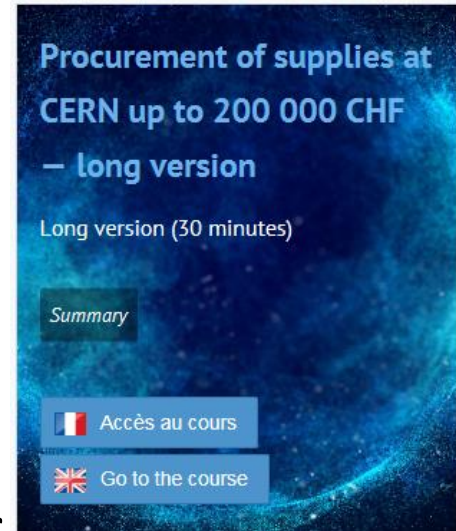 Procurement of supplies at
CERN up to 200 000 CHF
— long version
Long version (30 minutes)
Summary
Accès au cours
Go to the course